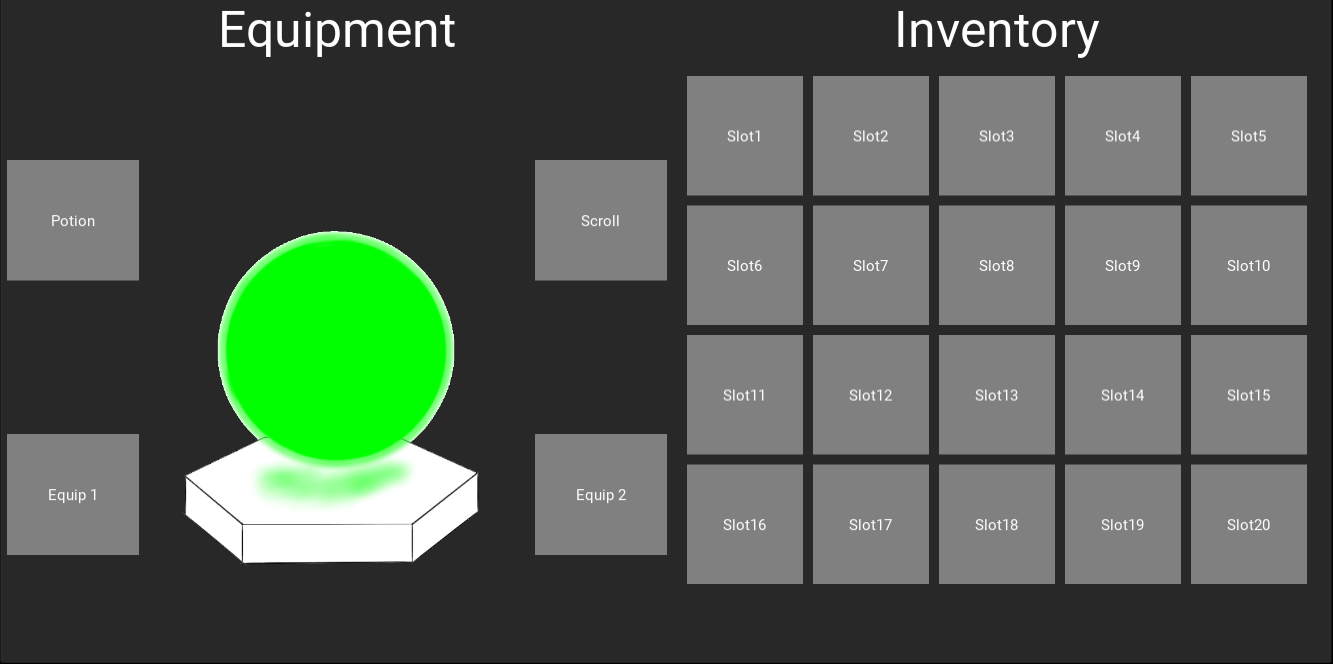 Equipment
Potion
Scroll
Equip 1
Equip 2
Inventory
Slot1 Slot2 Slot3 Slot4 Slot5
Slot6 Slot7 Slot8 Slot9 Slot10
Slot11 Slot12 Slot13 Slot14 Slot15
Slot16 Slot17 Slot18 Slot19 Slot20